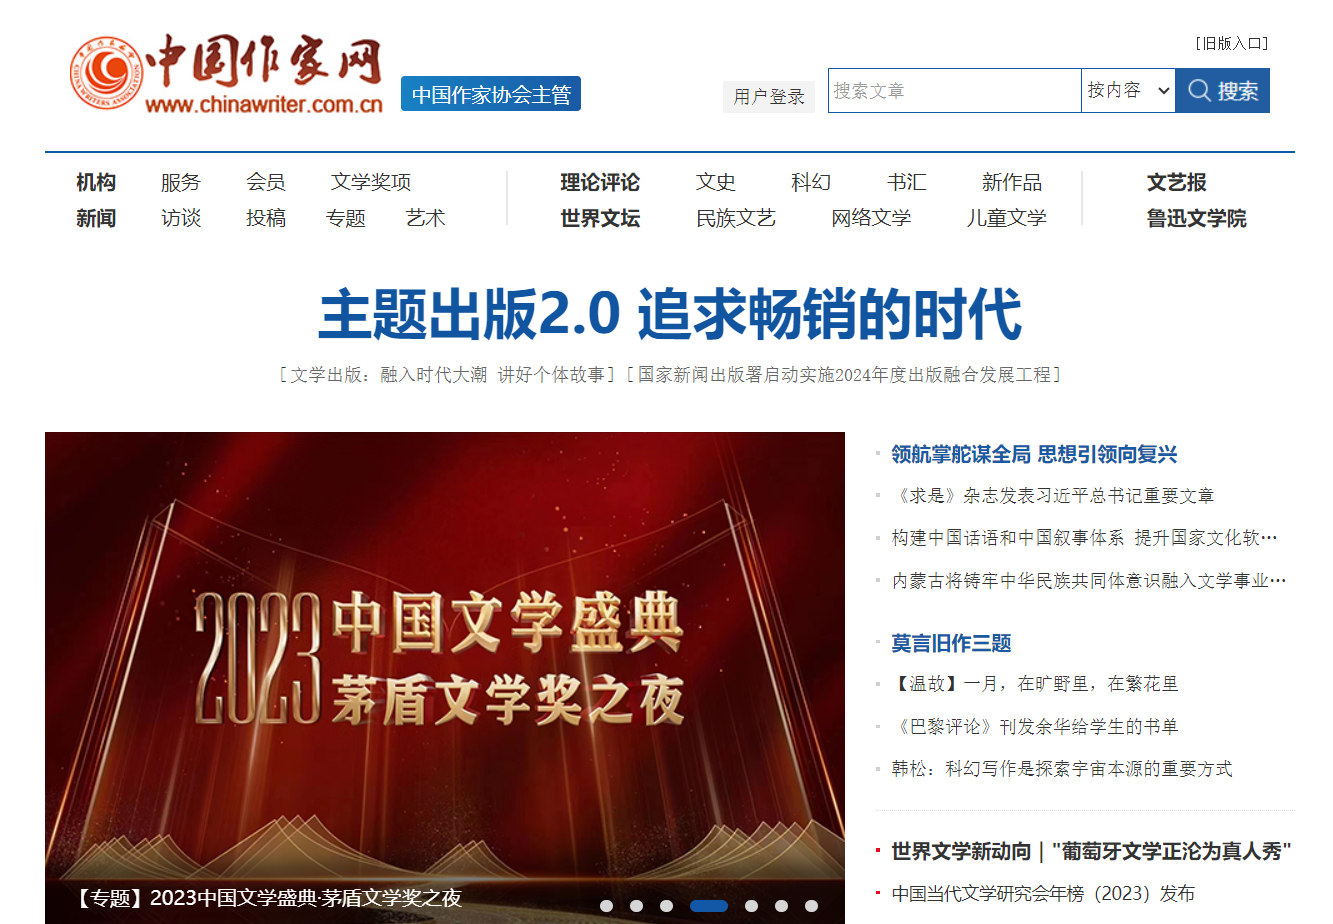 中国作家网
www.chinawriter.com.cn
中国作家协会主管
[旧版入口]
用户登录
搜索文章
按内容
搜索
机构 服务 会员 文学奖项
新闻 访谈 投稿 专题 艺术
理论评论 文史 科幻 书汇 新作品
世界文坛 民族文艺 网络文学 儿童文学
文艺报
鲁迅文学院
主题出版2.0 追求畅销的时代
[文学出版：融入时代大潮 讲好个体故事] [国家新闻出版署启动实施2024年度出版融合发展工程]
2023中国文学盛典
茅盾文学奖之夜
【专题】2023中国文学盛典·茅盾文学奖之夜
领航掌舵谋全局 思想引领向复兴
《求是》杂志发表习近平总书记重要文章
构建中国话语和中国叙事体系 提升国家文化软…
内蒙古将铸牢中华民族共同体意识融入文学事业…
莫言旧作三题
【温故】一月，在旷野里，在繁花里
《巴黎评论》刊发余华给学生的书单
韩松：科幻写作是探索宇宙本源的重要方式
世界文学新动向｜"葡萄牙文学正沦为真人秀"
中国当代文学研究会年榜（2023）发布